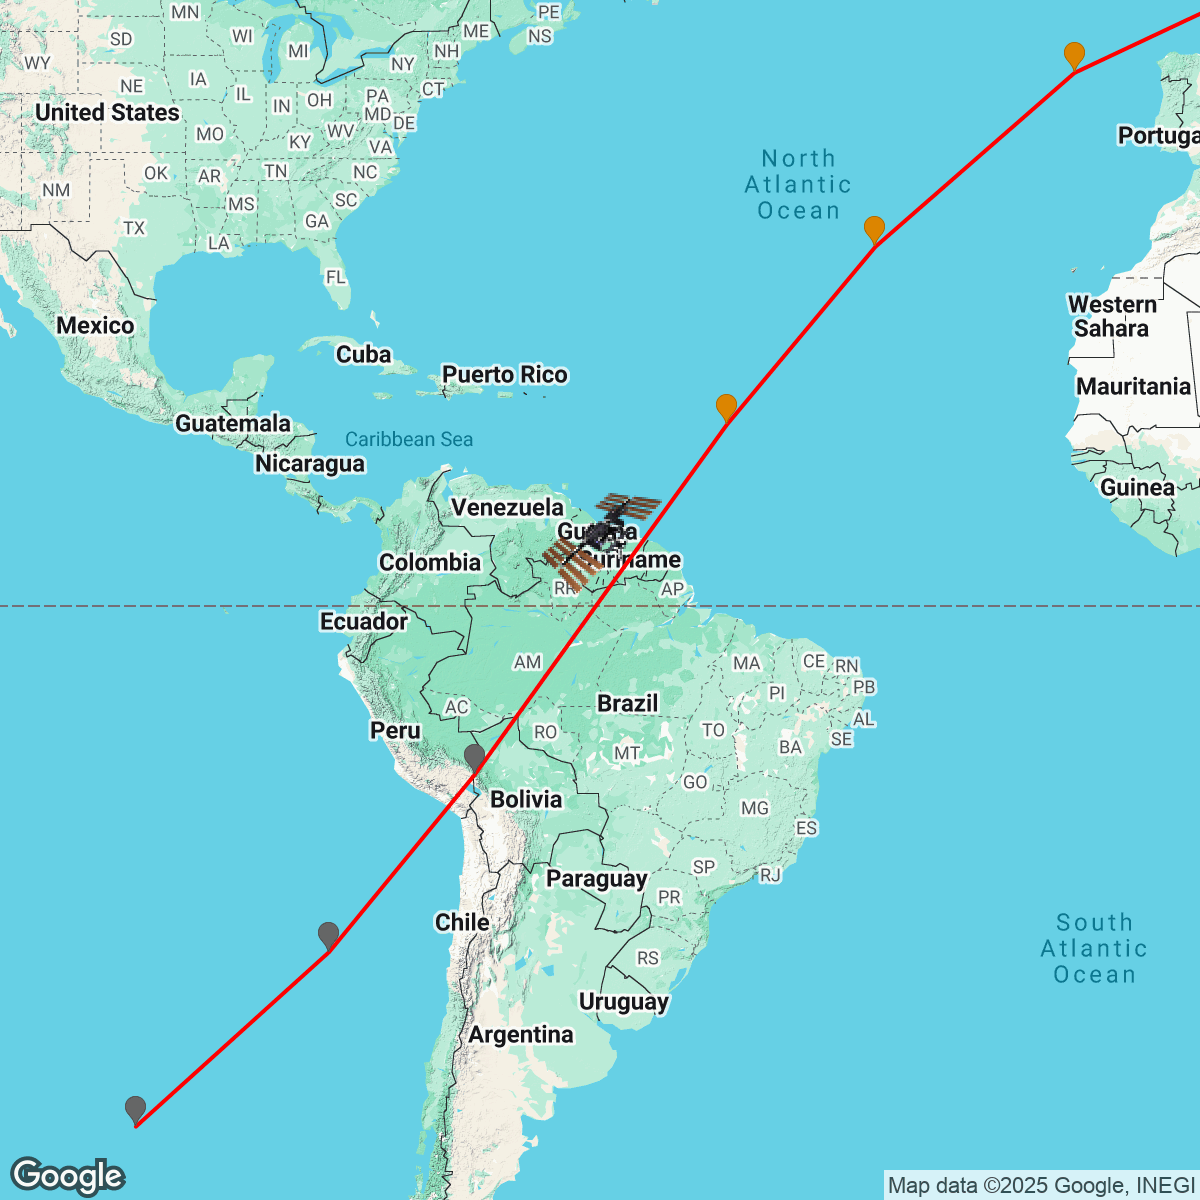 MN
PE
ME
NS
SD
WI
MI
NH
WY
NY
NE
IA
IL
IN
OH
PA
CT
United States
MD
DE
MO
KY
WV
VA
Portuga
OK
AR
TN
NC
North
Atlantic
Ocean
NM
MS
SC
GA
TX
LA
FL
Western
Sahara
Mexico
Cuba
Puerto Rico
Mauritania
Guatemala
Caribbean Sea
Nicaragua
Guinea
Venezuela
Colombia
Suriname
AP
Ecuador
AM
MA
CE
RN
PI
PB
AC
Brazil
AL
Peru
RO
TO
SE
MT
BA
GO
Bolivia
MG
ES
SP
RJ
Paraguay
PR
Chile
South
Atlantic
Ocean
RS
Uruguay
Argentina
Google
Map data ©2025 Google, INEGI